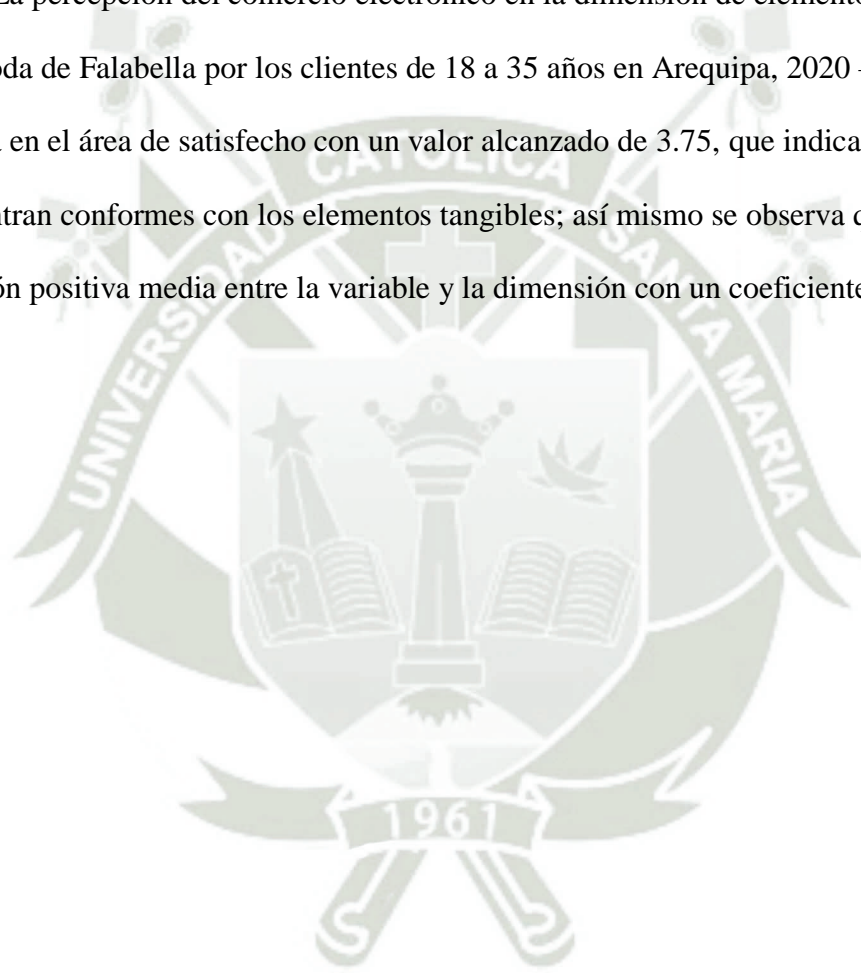 La percepción del comercio electrónico en la dimensión de elemento
oda de Falabella por los clientes de 18 a 35 años en Arequipa, 2020
en el área de satisfecho con un valor alcanzado de 3.75, que indica
ntran conformes con los elementos tangibles; así mismo se observa
ón positiva media entre la variable y la dimensión con un coeficiente
UNIVERSIDAD CATOLICA SANTA MARIA
1961